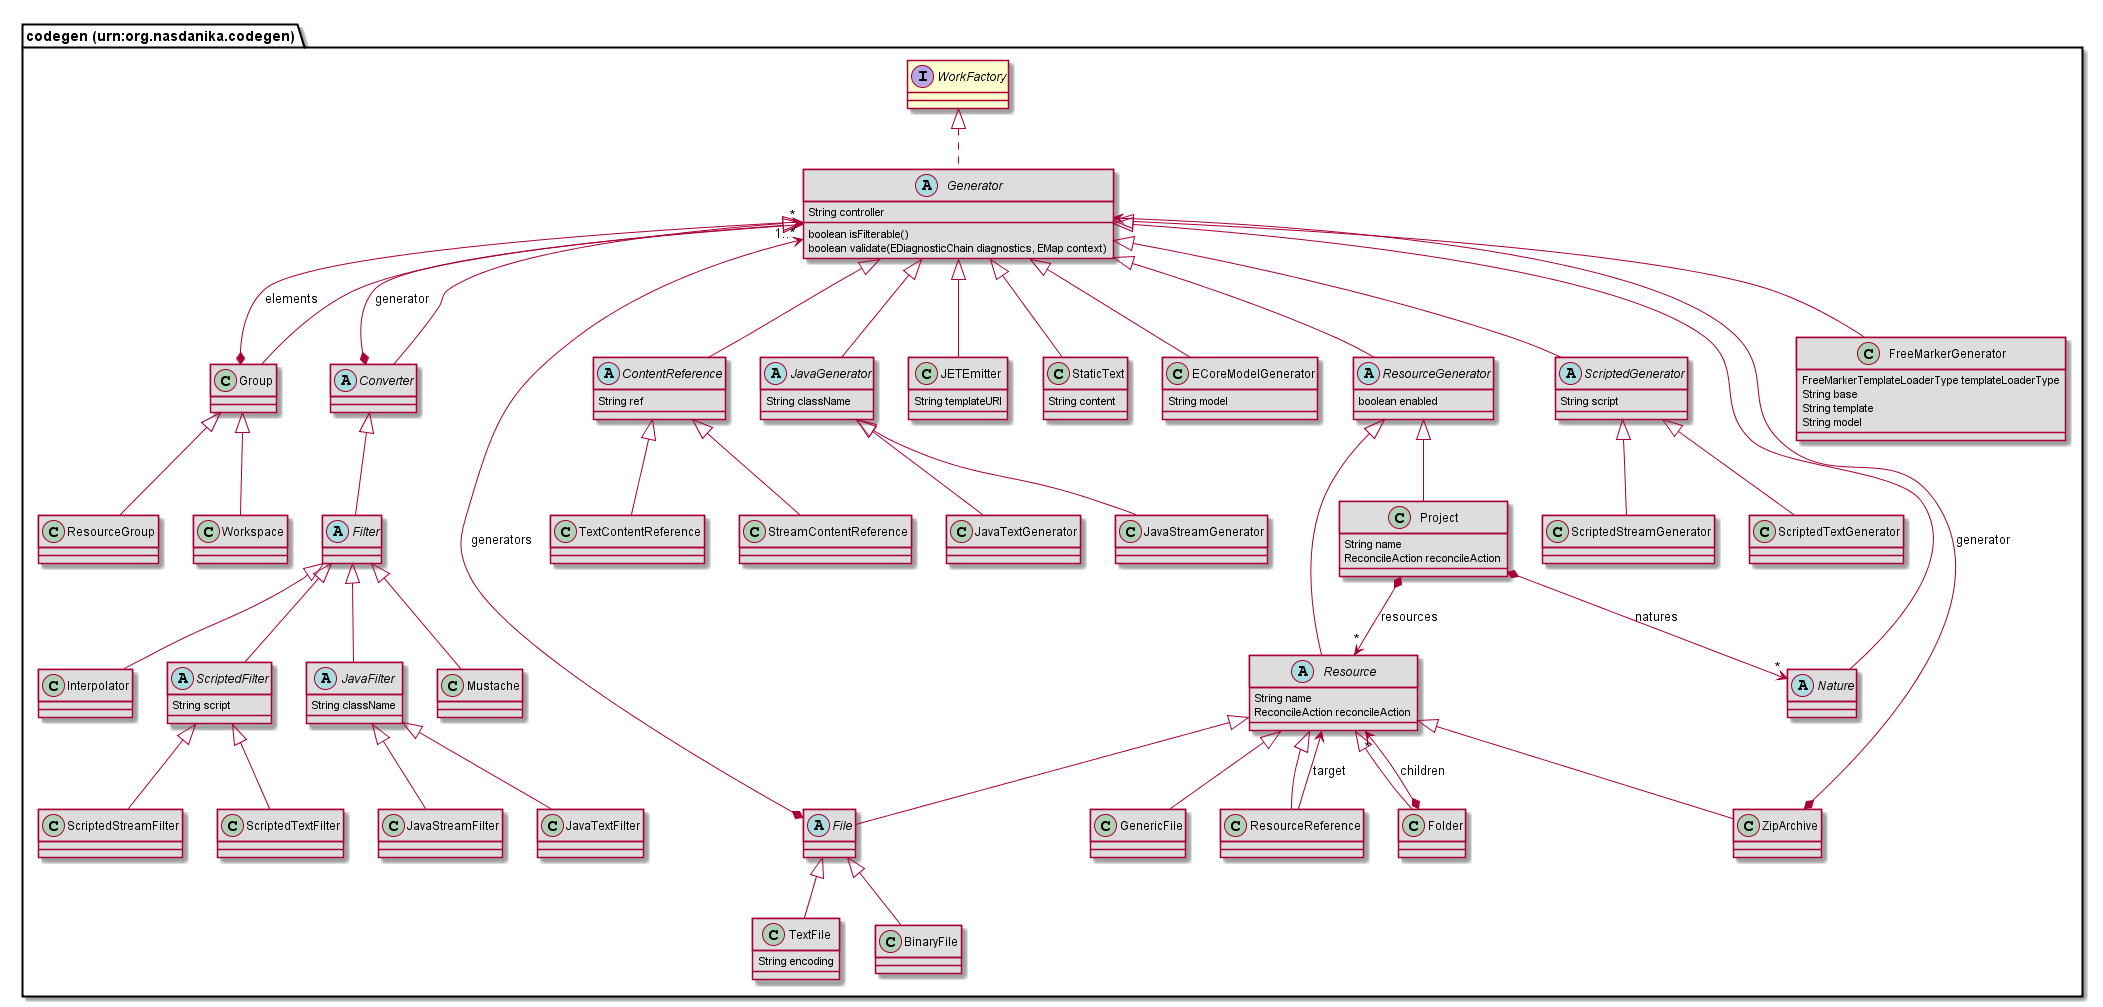 codegen (urn:org.nasdanika.codegen)
I WorkFactory
A Generator
String controller
boolean isFilterable()
boolean validate(EDiagnosticChain diagnostics, EMap context)
*
1..*
elements
generator
C Group
A Converter
A ContentReference
String ref
A JavaGenerator
String className
C JETEmitter
String templateURI
C StaticText
String content
C ECoreModelGenerator
String model
A ResourceGenerator
boolean enabled
A ScriptedGenerator
String script
C FreeMarkerGenerator
FreeMarkerTemplateLoaderType templateLoaderType
String base
String template
String model
C ResourceGroup
C Workspace
A Filter
generators
C TextContentReference
C StreamContentReference
C JavaTextGenerator
C JavaStreamGenerator
C Project
String name
ReconcileAction reconcileAction
C ScriptedStreamGenerator
C ScriptedTextGenerator
generator
resources
*
natures
*
C Interpolator
A ScriptedFilter
String script
A JavaFilter
String className
C Mustache
A Resource
String name
ReconcileAction reconcileAction
A Nature
*
target
children
C ScriptedStreamFilter
C ScriptedTextFilter
C JavaStreamFilter
C JavaTextFilter
A File
C GenericFile
C ResourceReference
C Folder
C ZipArchive
C TextFile
String encoding
C BinaryFile